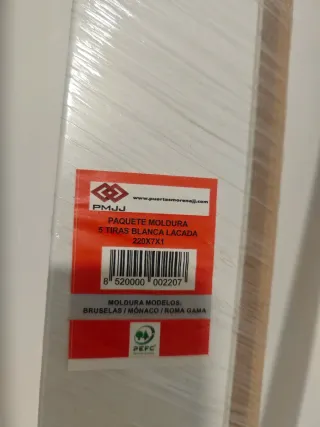 PMJJ
www.puertasmorenojj.com
PAQUETE MOLDURA
5 TIRAS BLANCA LACADA
220X7X1
8 520000 002207
MOLDURA MODELOS:
BRUSELAS / MÓNACO / ROMA GAMA
PEFC